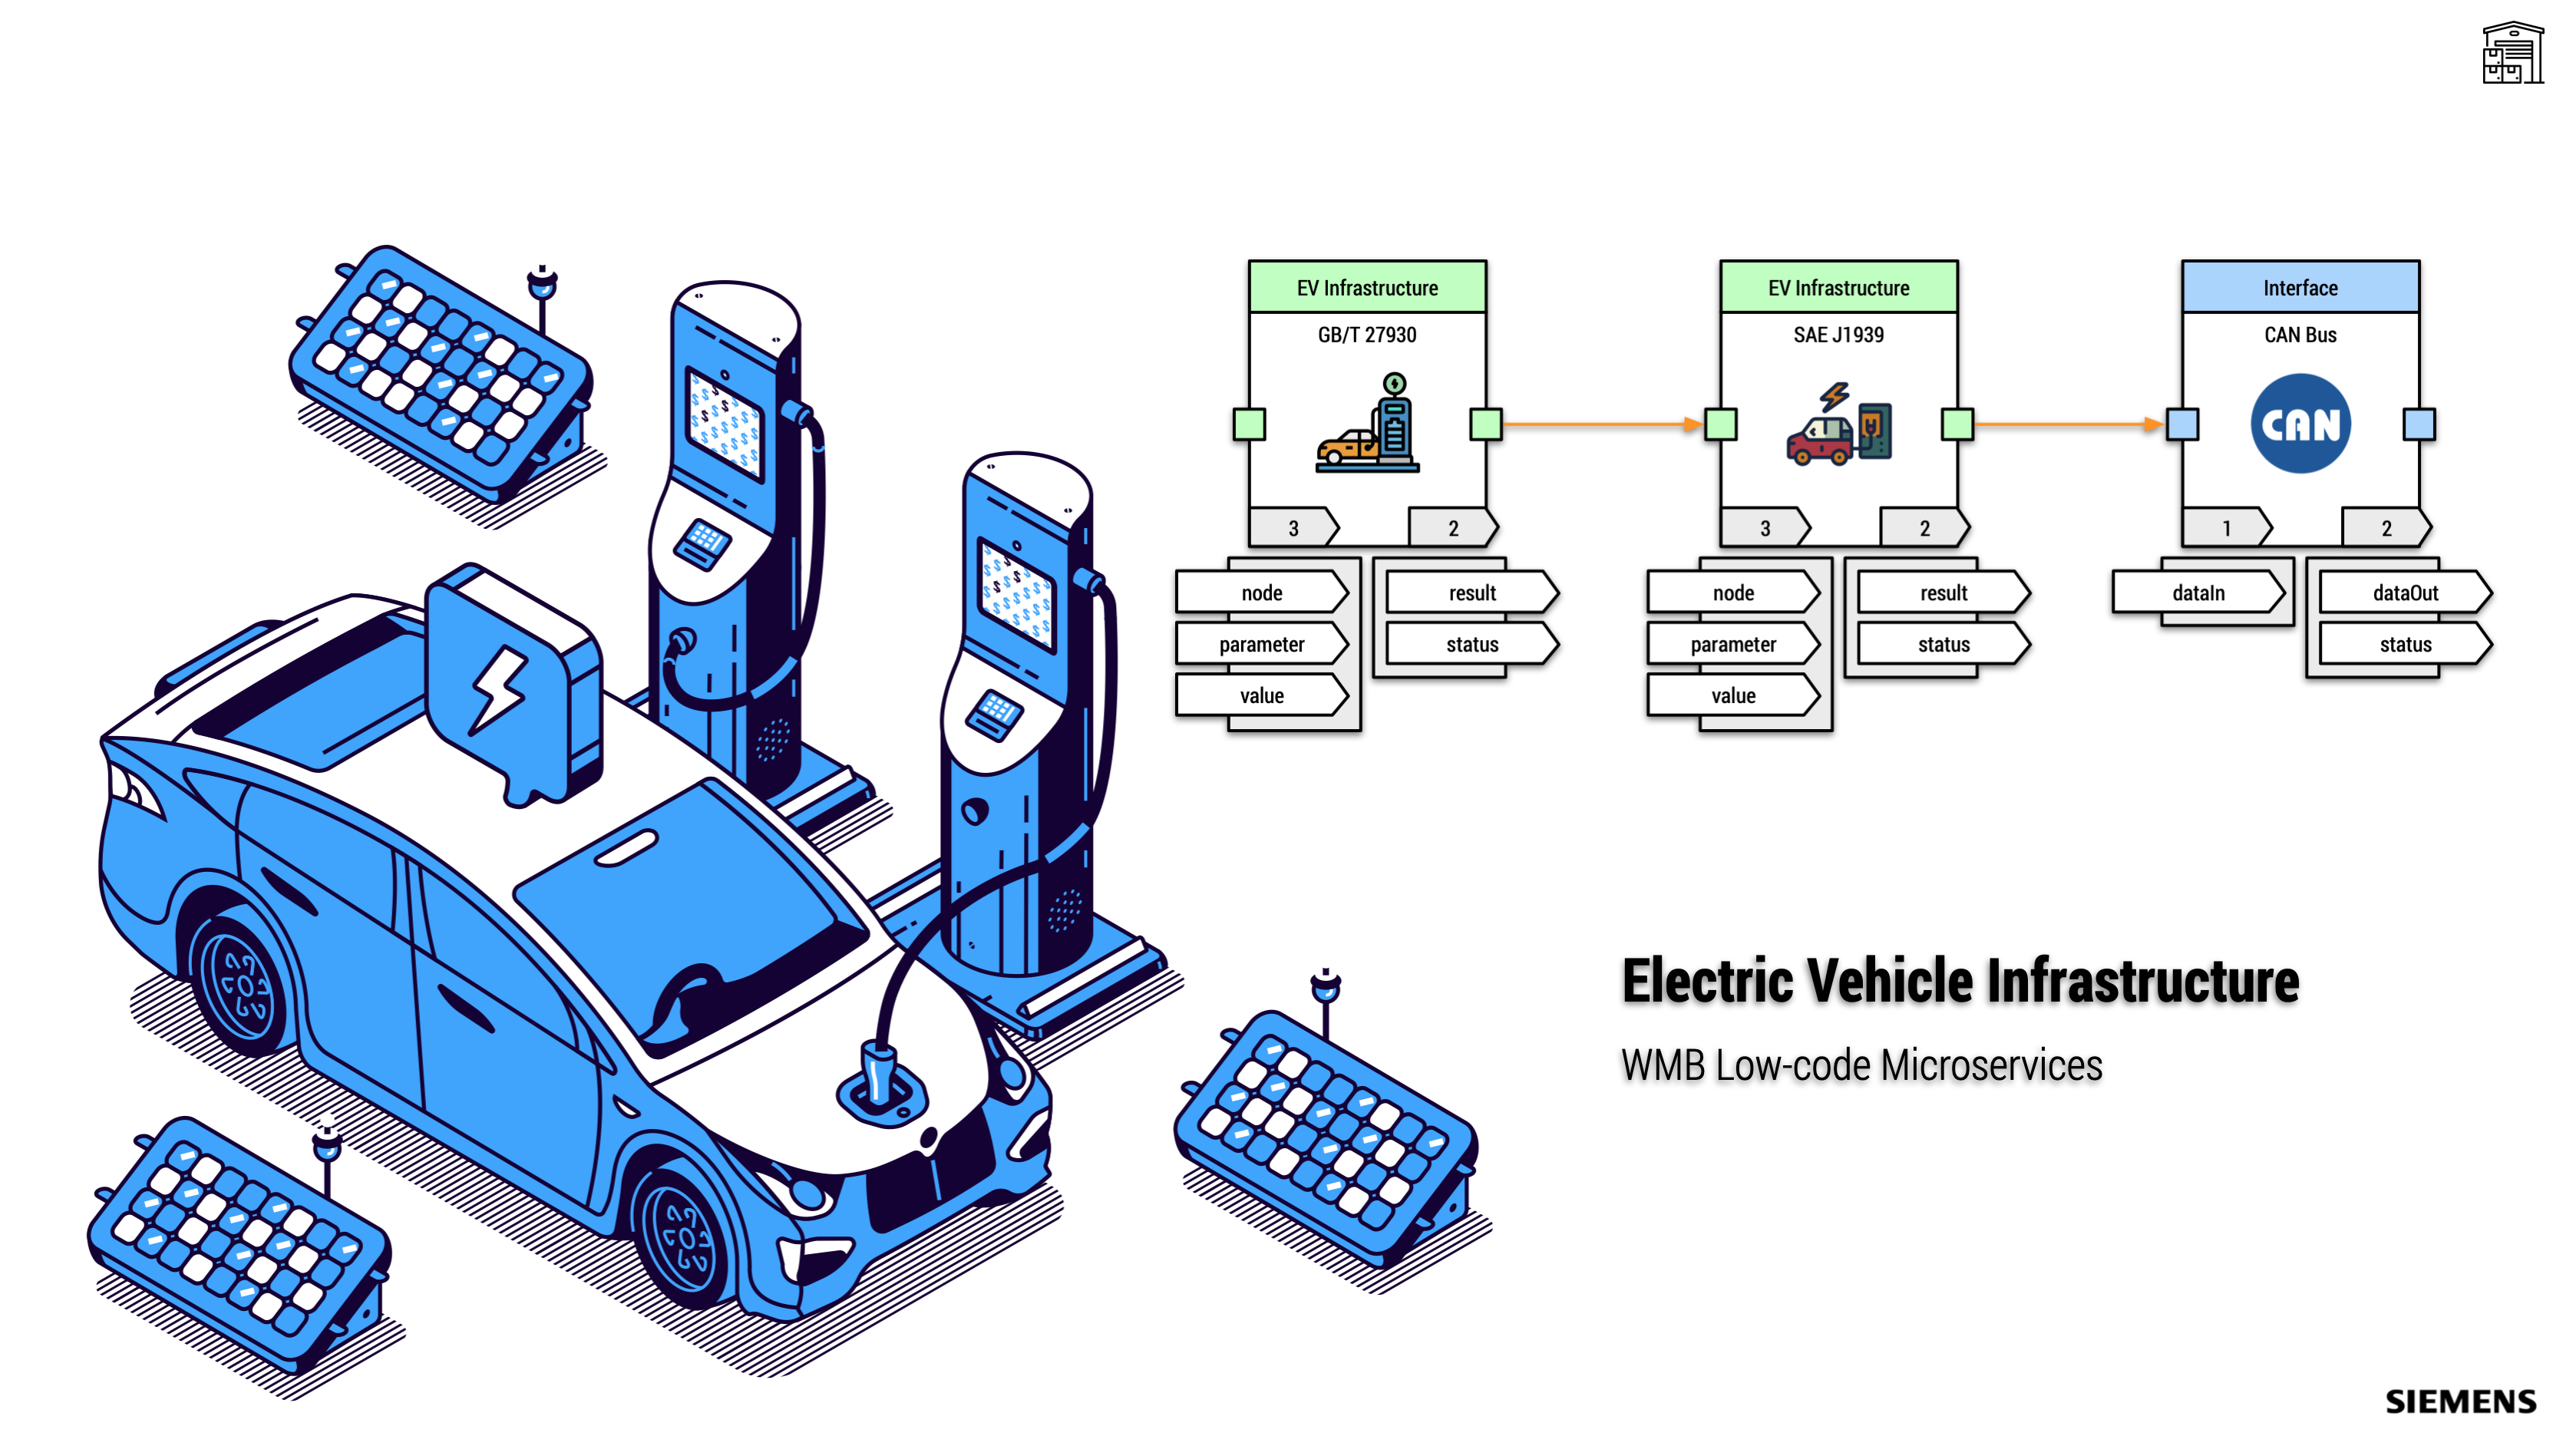 EV Infrastructure
GB/T 27930
3
2
node
parameter
value
result
status
EV Infrastructure
SAE J1939
3
2
node
parameter
value
result
status
Interface
CAN Bus
CAN
1
2
dataIn
dataOut
status
Electric Vehicle Infrastructure
WMB Low-code Microservices
SIEMENS